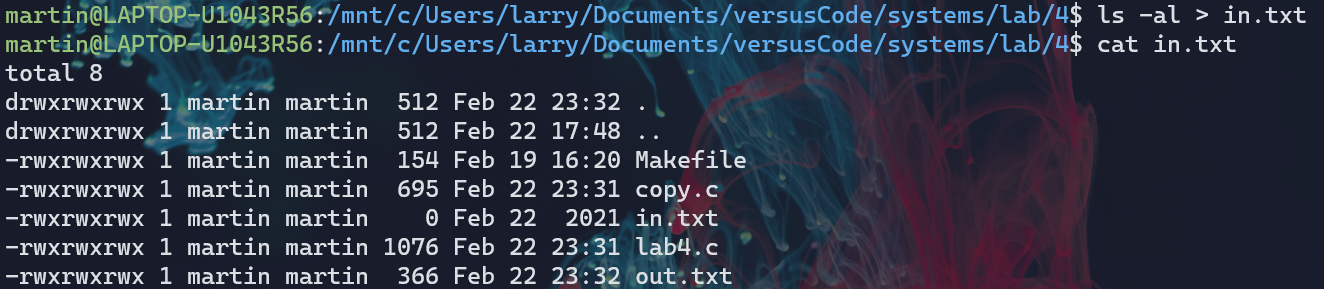 martin@LAPTOP-U1043R56:/mnt/c/Users/larry/Documents/versusCode/systems/lab/4$ ls -al > in.txt
martin@LAPTOP-U1043R56:/mnt/c/Users/larry/Documents/versusCode/systems/lab/4$ cat in.txt
total 8
drwxrwxrwx 1 martin martin  512 Feb 22 23:32 .
drwxrwxrwx 1 martin martin  512 Feb 22 17:48 ..
-rwxrwxrwx 1 martin martin  154 Feb 19 16:20 Makefile
-rwxrwxrwx 1 martin martin  695 Feb 22 23:31 copy.c
-rwxrwxrwx 1 martin martin    0 Feb 22  2021 in.txt
-rwxrwxrwx 1 martin martin 1076 Feb 22 23:31 lab4.c
-rwxrwxrwx 1 martin martin  366 Feb 22 23:32 out.txt